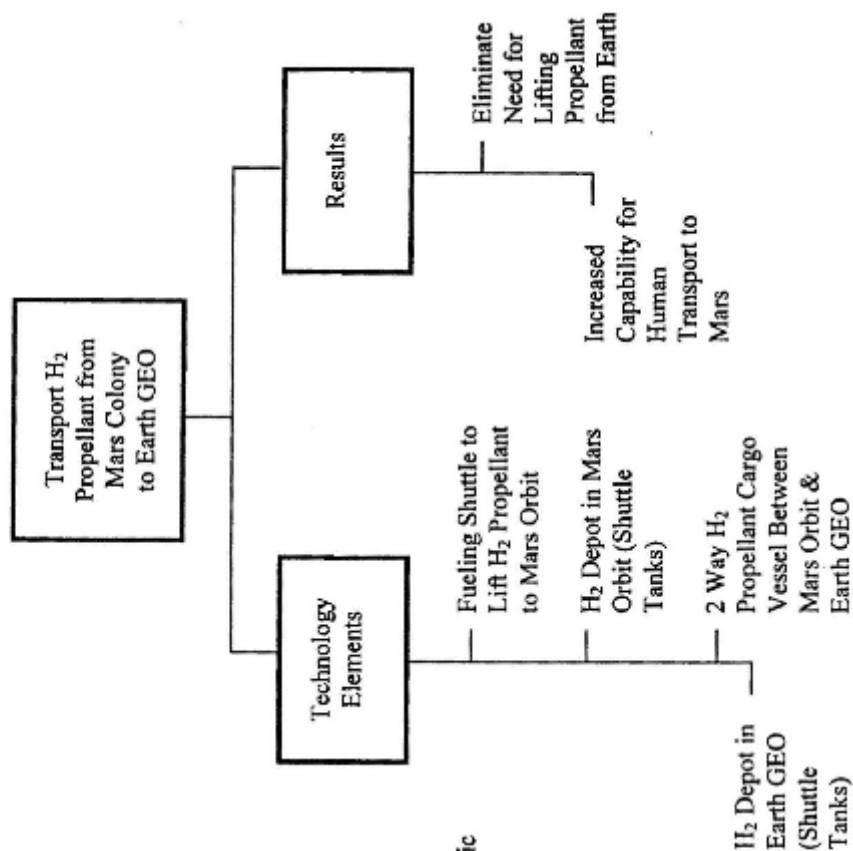 Transport H₂
Propellant from
Mars Colony
to Earth GEO
Technology
Elements
Results
Fueling Shuttle to
Lift H₂ Propellant
to Mars Orbit
H₂ Depot in Mars
Orbit (Shuttle
Tanks)
2 Way H₂
Propellant Cargo
Vessel Between
Mars Orbit &
Earth GEO
H₂ Depot in
Earth GEO
(Shuttle
Tanks)
Eliminate
Need for
Lifting
Propellant
from Earth
Increased
Capability for
Human
Transport to
Mars
ic